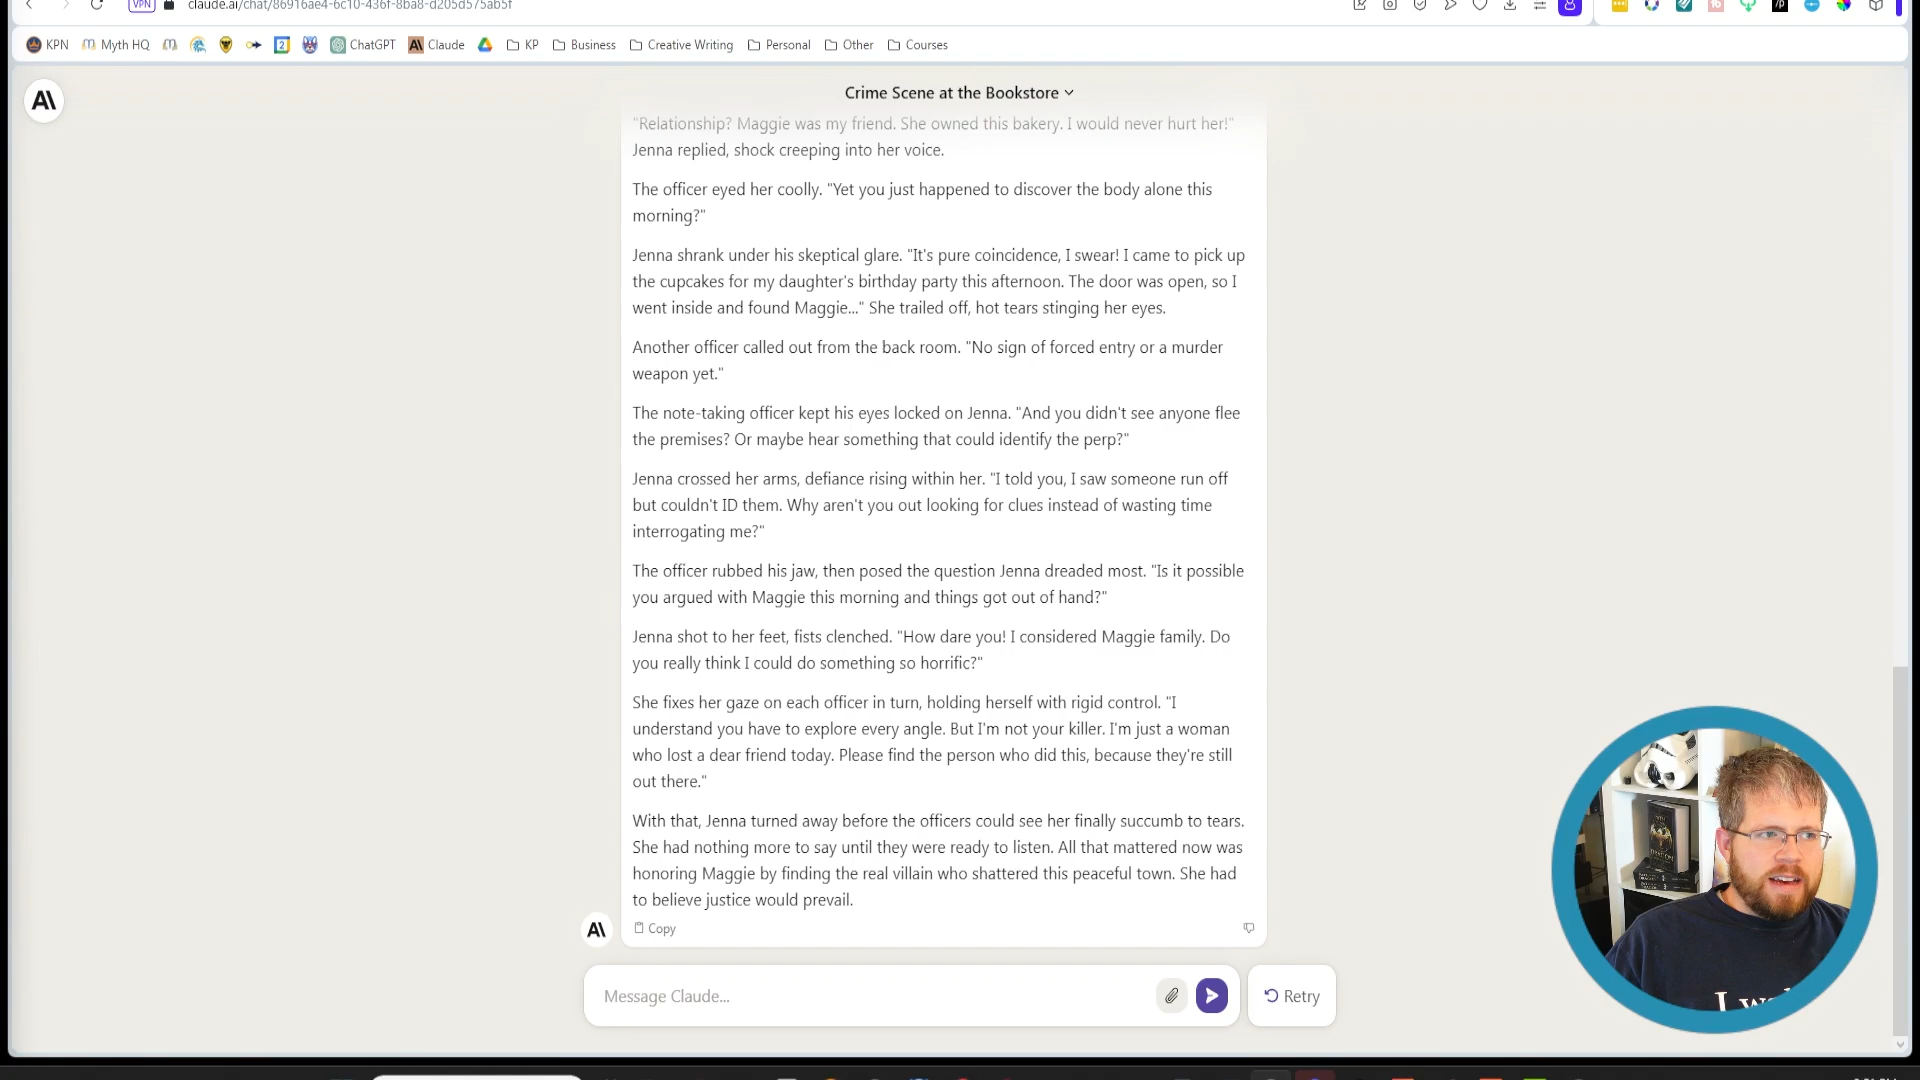 VPN
claude.ai/chat/86916ae4-6c10-436f-8ba8-d205d575ab5f
KPN Myth HQ 2 ChatGPT Claude KP Business Creative Writing Personal Other Courses
Crime Scene at the Bookstore
"Relationship? Maggie was my friend. She owned this bakery. I would never hurt her!"
Jenna replied, shock creeping into her voice.
The officer eyed her coolly. "Yet you just happened to discover the body alone this
morning?"
Jenna shrank under his skeptical glare. "It's pure coincidence, I swear! I came to pick up
the cupcakes for my daughter's birthday party this afternoon. The door was open, so I
went inside and found Maggie..." She trailed off, hot tears stinging her eyes.
Another officer called out from the back room. "No sign of forced entry or a murder
weapon yet."
The note-taking officer kept his eyes locked on Jenna. "And you didn't see anyone flee
the premises? Or maybe hear something that could identify the perp?"
Jenna crossed her arms, defiance rising within her. "I told you, I saw someone run off
but couldn't ID them. Why aren't you out looking for clues instead of wasting time
interrogating me?"
The officer rubbed his jaw, then posed the question Jenna dreaded most. "Is it possible
you argued with Maggie this morning and things got out of hand?"
Jenna shot to her feet, fists clenched. "How dare you! I considered Maggie family. Do
you really think I could do something so horrific?"
She fixes her gaze on each officer in turn, holding herself with rigid control. "I
understand you have to explore every angle. But I'm not your killer. I'm just a woman
who lost a dear friend today. Please find the person who did this, because they're still
out there."
With that, Jenna turned away before the officers could see her finally succumb to tears.
She had nothing more to say until they were ready to listen. All that mattered now was
honoring Maggie by finding the real villain who shattered this peaceful town. She had
to believe justice would prevail.
Copy
Message Claude...
Retry